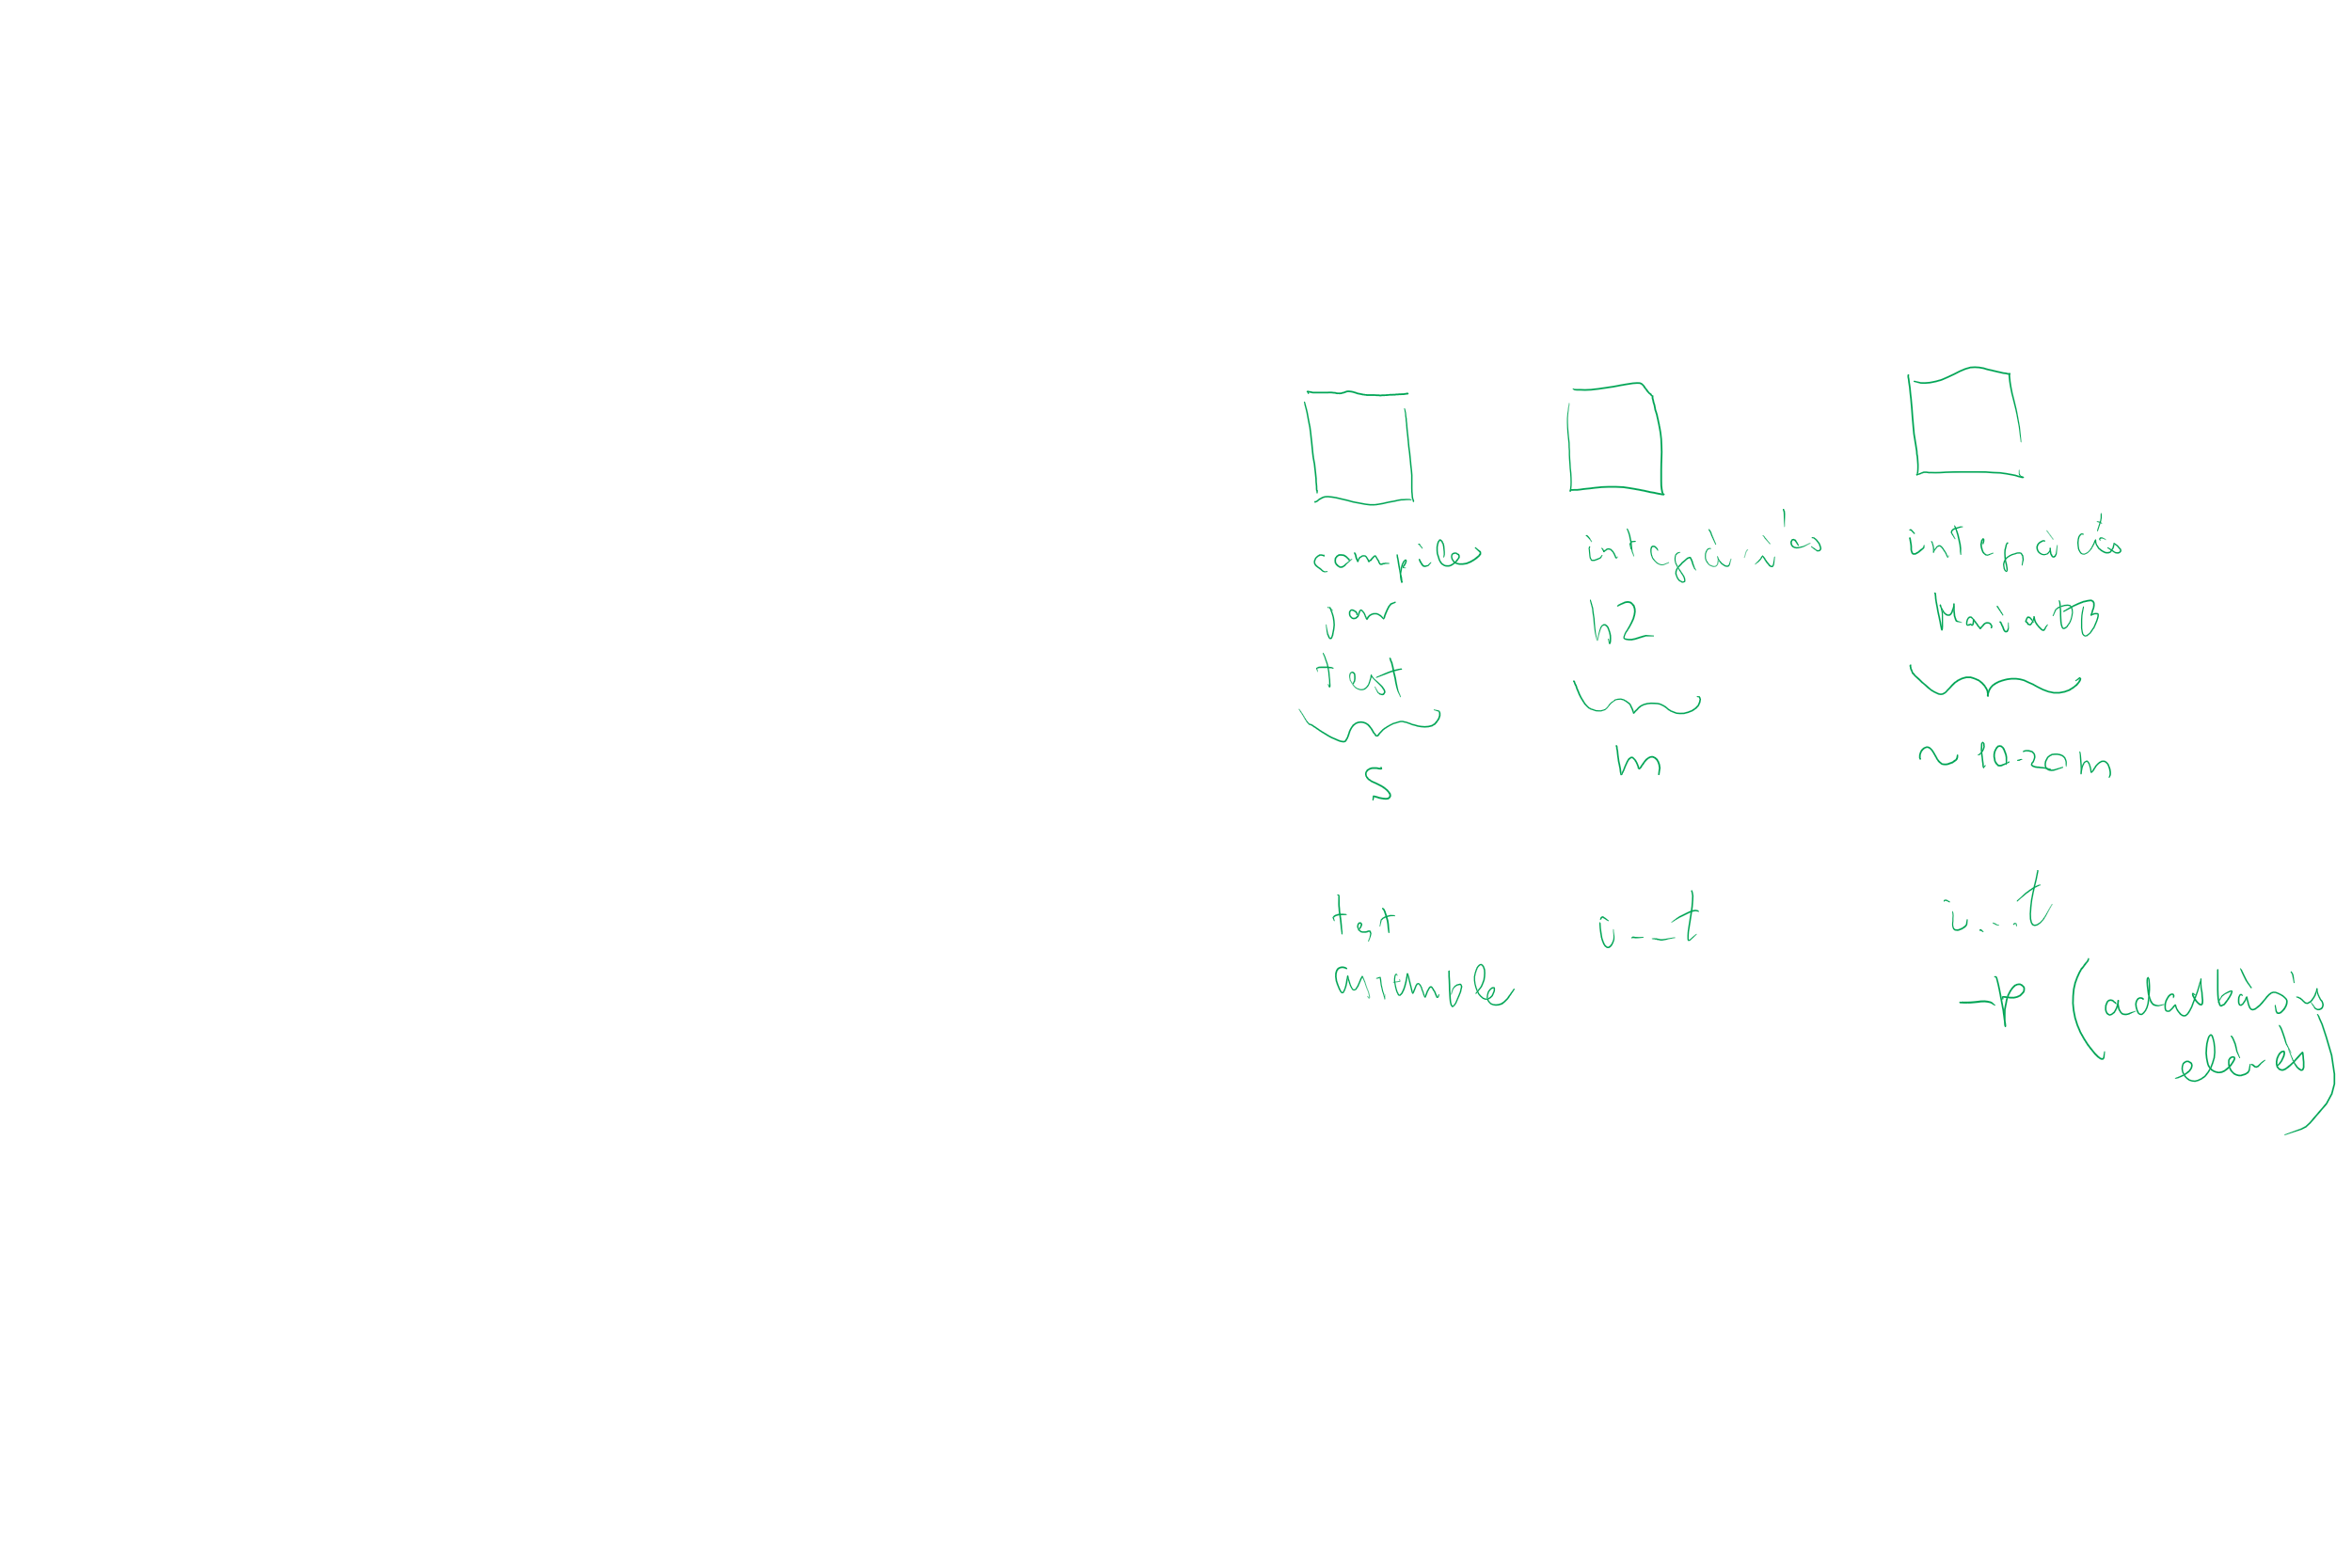 compile
jar
test
s
test
assemble
integrációs
h2
m
i--t
integrációs
MariaDB
~ 10-20 m
i...t
-P (adatbázis
elérés)